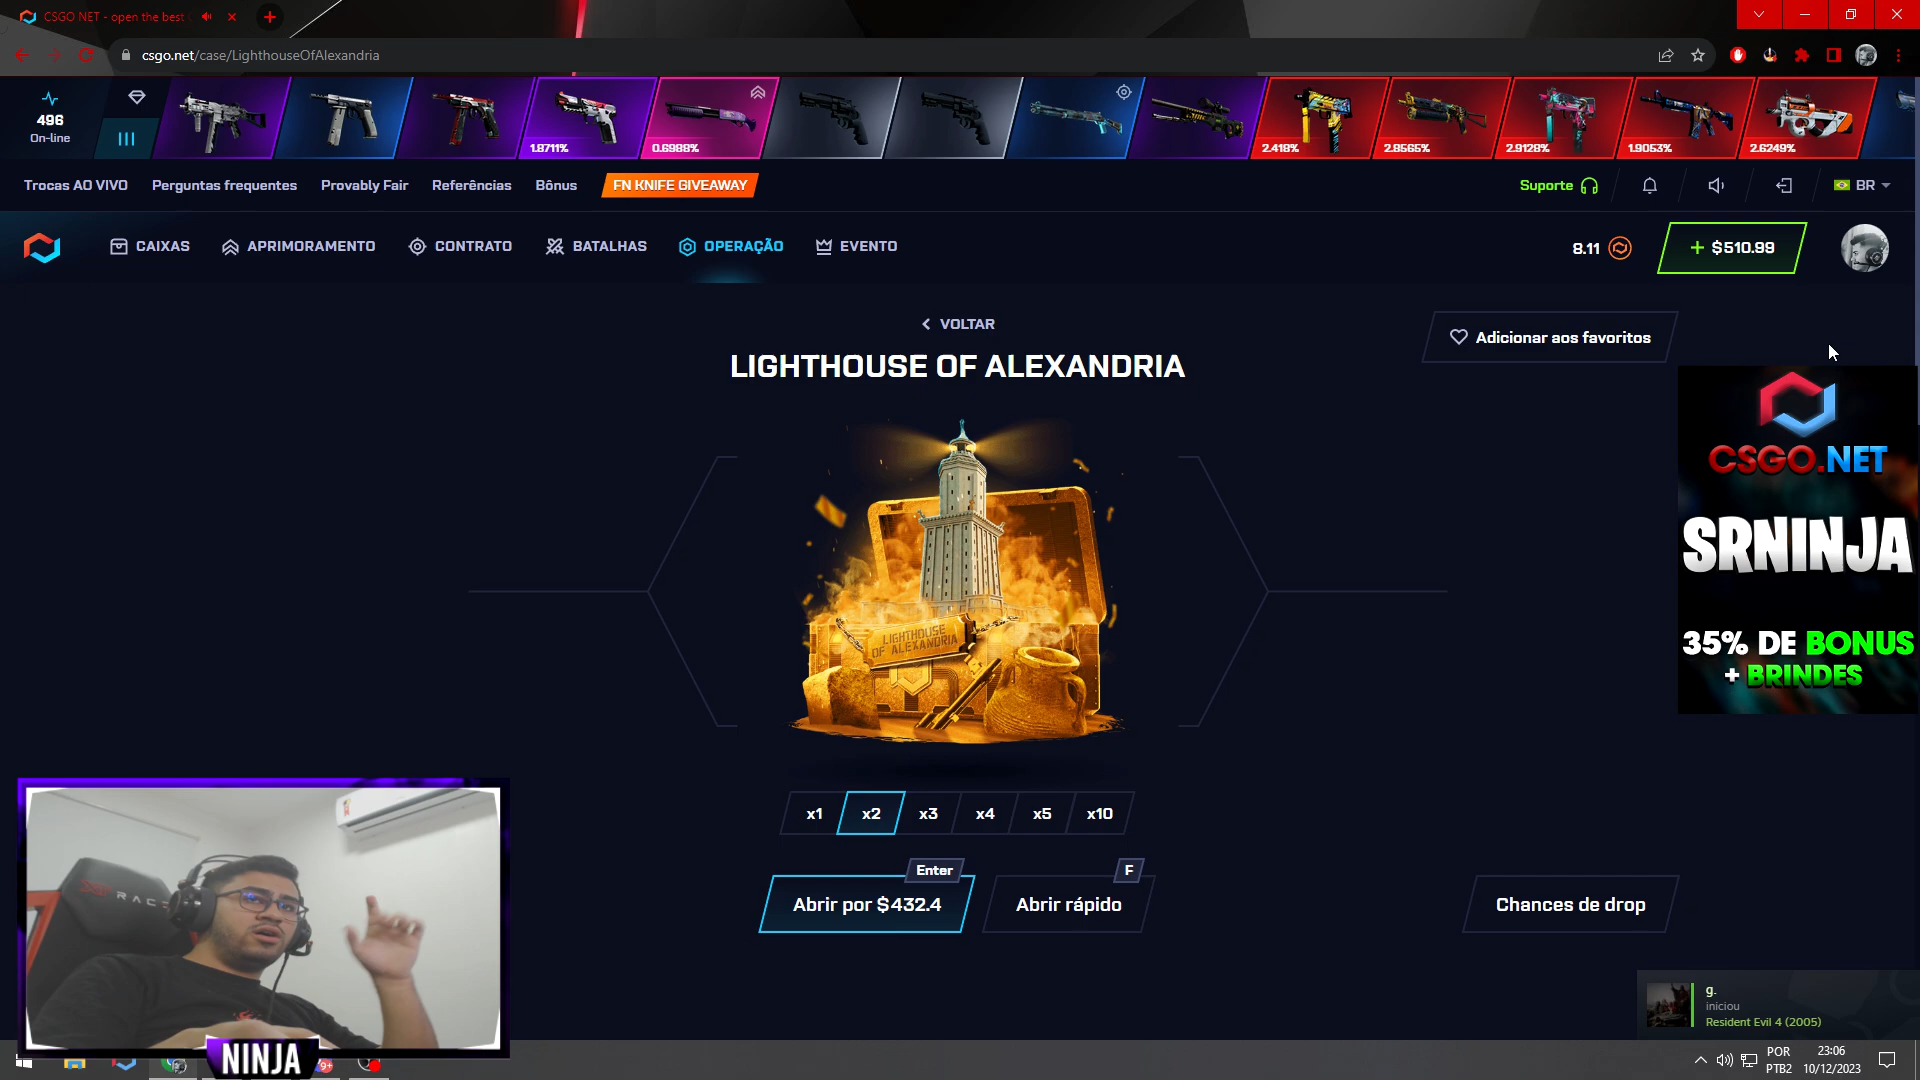 CSGO NET - open the best
csgo.net/case/LighthouseOfAlexandria
496
On-line
1.8711%
0.6988%
2.418%
2.8565%
2.9128%
1.9053%
2.6249%
Trocas AO VIVO
Perguntas frequentes
Provably Fair
Referências
Bônus
FN KNIFE GIVEAWAY
Suporte
BR
CAIXAS
APRIMORAMENTO
CONTRATO
BATALHAS
OPERAÇÃO
EVENTO
8.11
+ $510.99
VOLTAR
Adicionar aos favoritos
LIGHTHOUSE OF ALEXANDRIA
CSGO.NET
SRNINJA
35% DE BONUS
+ BRINDES
LIGHTHOUSE
OF ALEXANDRIA
x1
x2
x3
x4
x5
x10
Enter
F
Abrir por $432.4
Abrir rápido
Chances de drop
g.
iniciou
Resident Evil 4 (2005)
NINJA
9+
POR
PTB2
23:06
10/12/2023